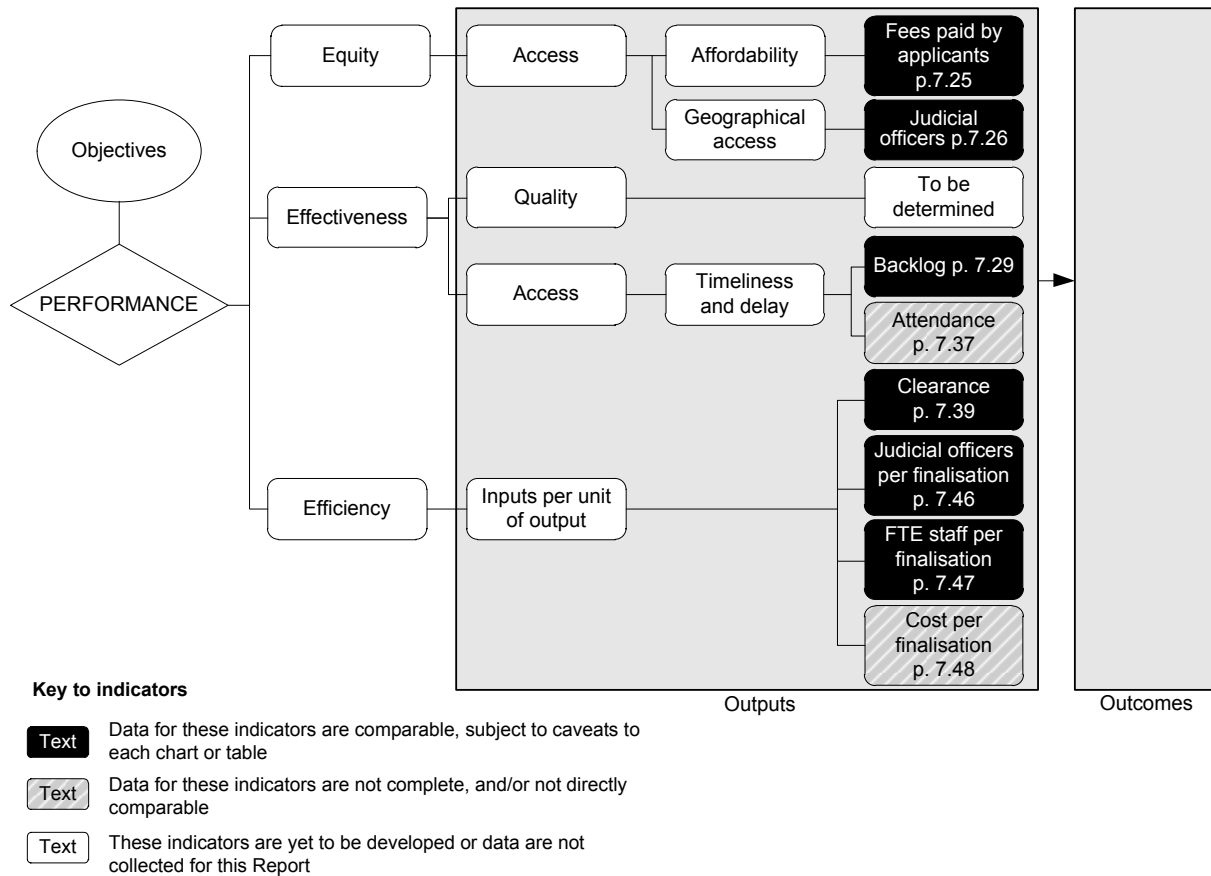 Objectives
PERFORMANCE
Equity
Access
Affordability
Fees paid by
applicants
p.7.25
Geographical
access
Judicial
officers p.7.26
Effectiveness
Quality
To be
determined
Access
Timeliness
and delay
Backlog p. 7.29
Attendance
p. 7.37
Efficiency
Inputs per unit
of output
Clearance
p. 7.39
Judicial officers
per finalisation
p. 7.46
FTE staff per
finalisation
p. 7.47
Cost per
finalisation
p. 7.48
Outputs
Outcomes
Key to indicators
Text
Data for these indicators are comparable, subject to caveats to
each chart or table
Text
Data for these indicators are not complete, and/or not directly
comparable
Text
These indicators are yet to be developed or data are not
collected for this Report